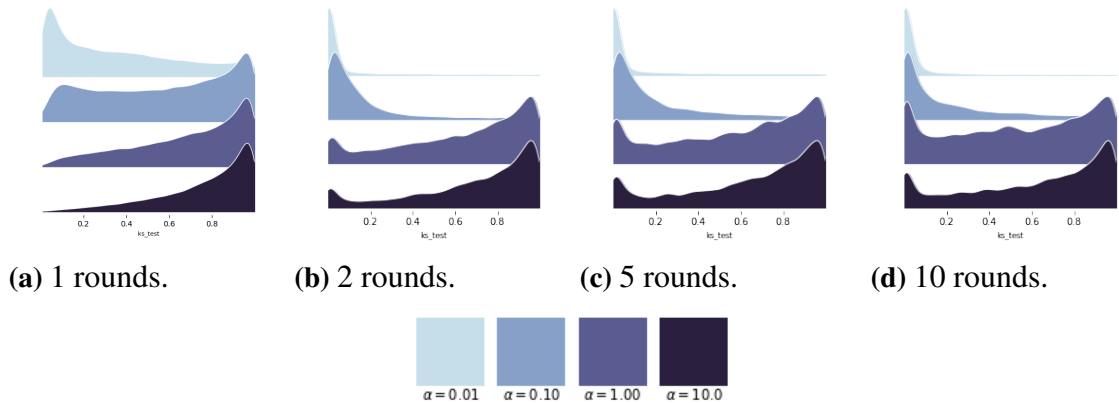 0.2 0.4 0.6 0.8
ks_test
0.2 0.4 0.6 0.8
ks_test
0.2 0.4 0.6 0.8
ks_test
0.2 0.4 0.6 0.8
ks_test
(a) 1 rounds.
(b) 2 rounds.
(c) 5 rounds.
(d) 10 rounds.
α = 0.01 α = 0.10 α = 1.00 α = 10.0